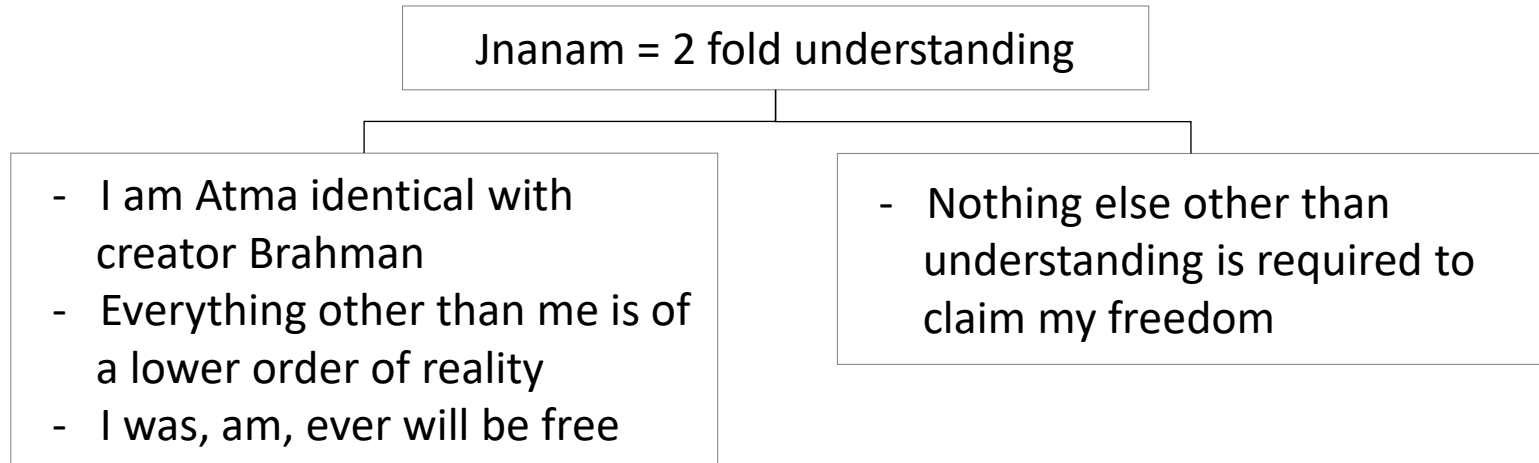 Jnanam = 2 fold understanding
- I am Atma identical with
creator Brahman
- Everything other than me is of
a lower order of reality
- I was, am, ever will be free
- Nothing else other than
understanding is required to
claim my freedom